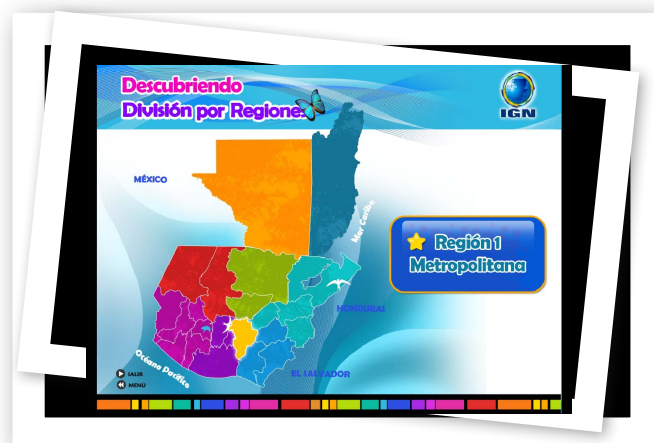 Descubriendo
División por Regiones
IGN
MÉXICO
Mar Caribe
Región 1
Metropolitana
HONDURAS
Océano Pacífico
EL SALVADOR
SALIR
MENÚ